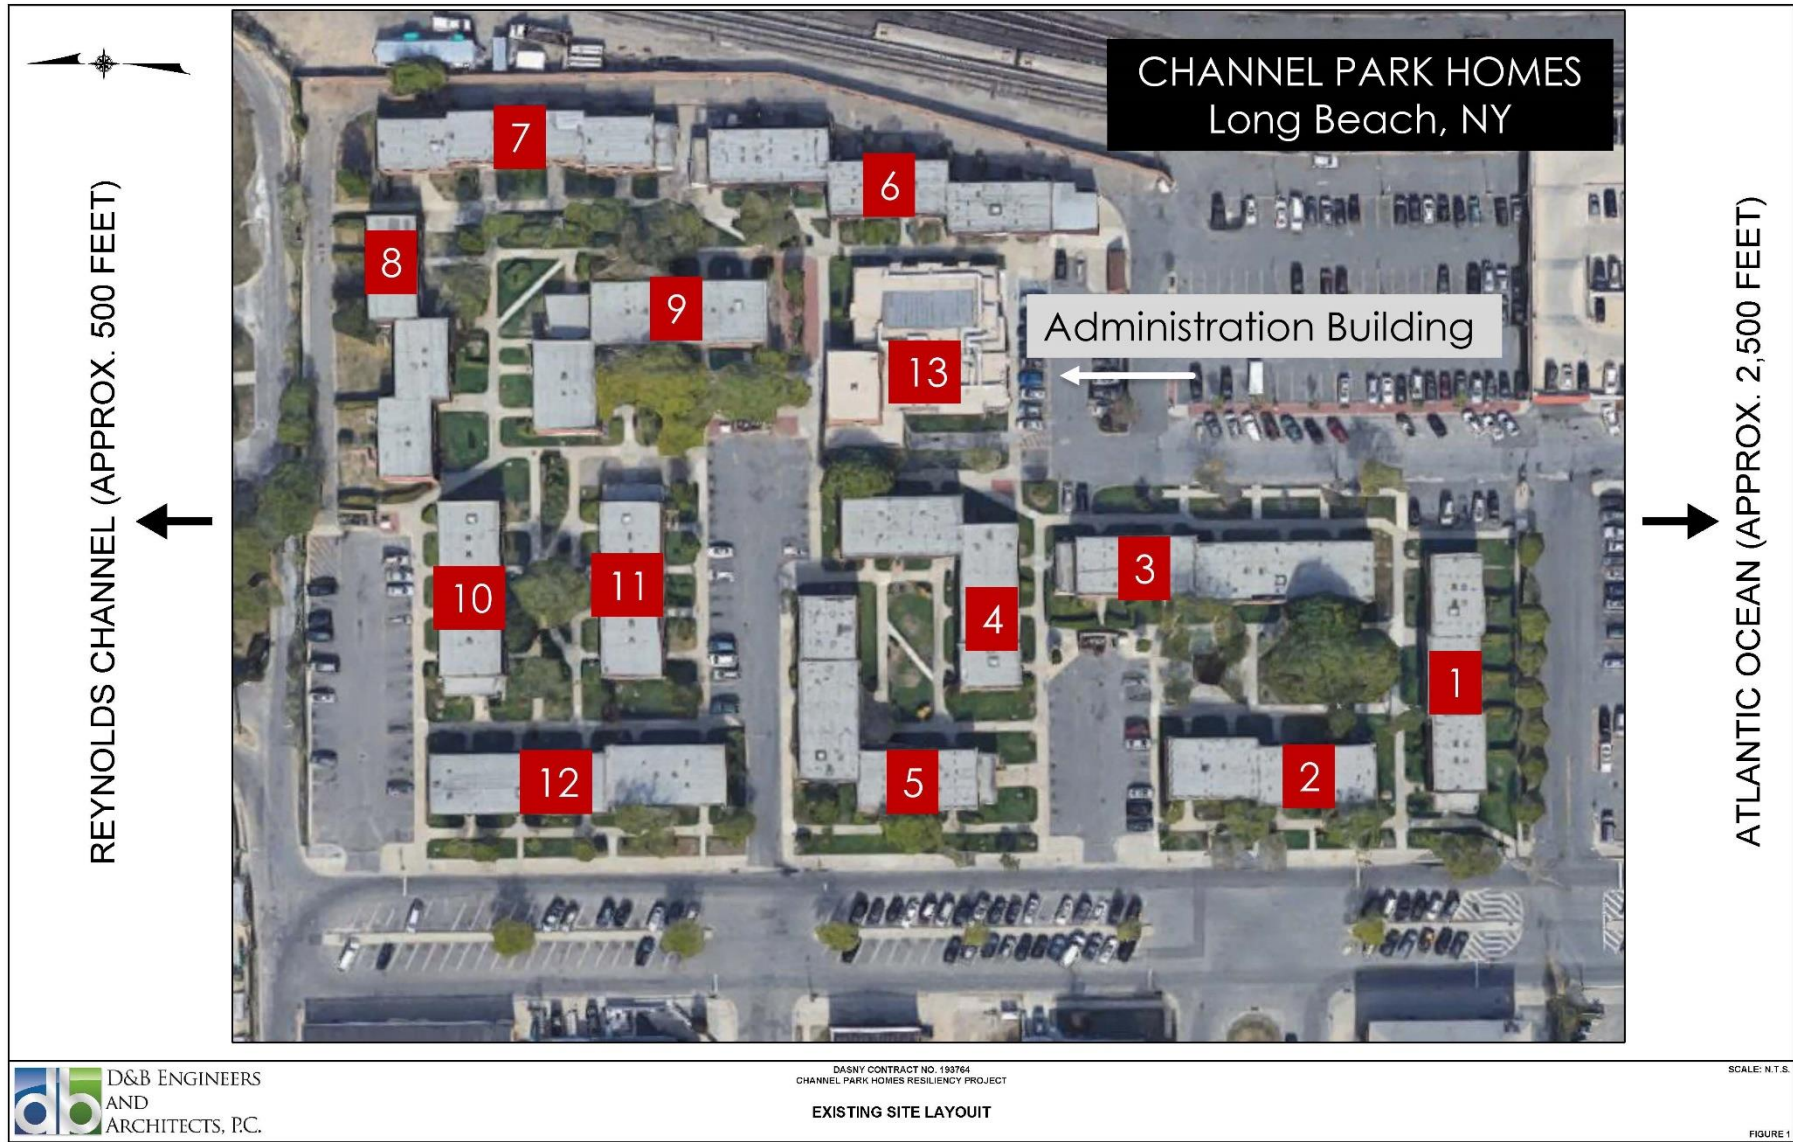 CHANNEL PARK HOMES
Long Beach, NY
7
6
8
9
Administration Building
13
REYNOLDS CHANNEL (APPROX. 500 FEET)
ATLANTIC OCEAN (APPROX. 2,500 FEET)
3
10
11
4
1
12
5
2
db
D&B ENGINEERS
AND
ARCHITECTS, P.C.
DASNY CONTRACT NO. 193764
CHANNEL PARK HOMES RESILIENCY PROJECT
EXISTING SITE LAYOUIT
SCALE: N.T.S.
FIGURE 1